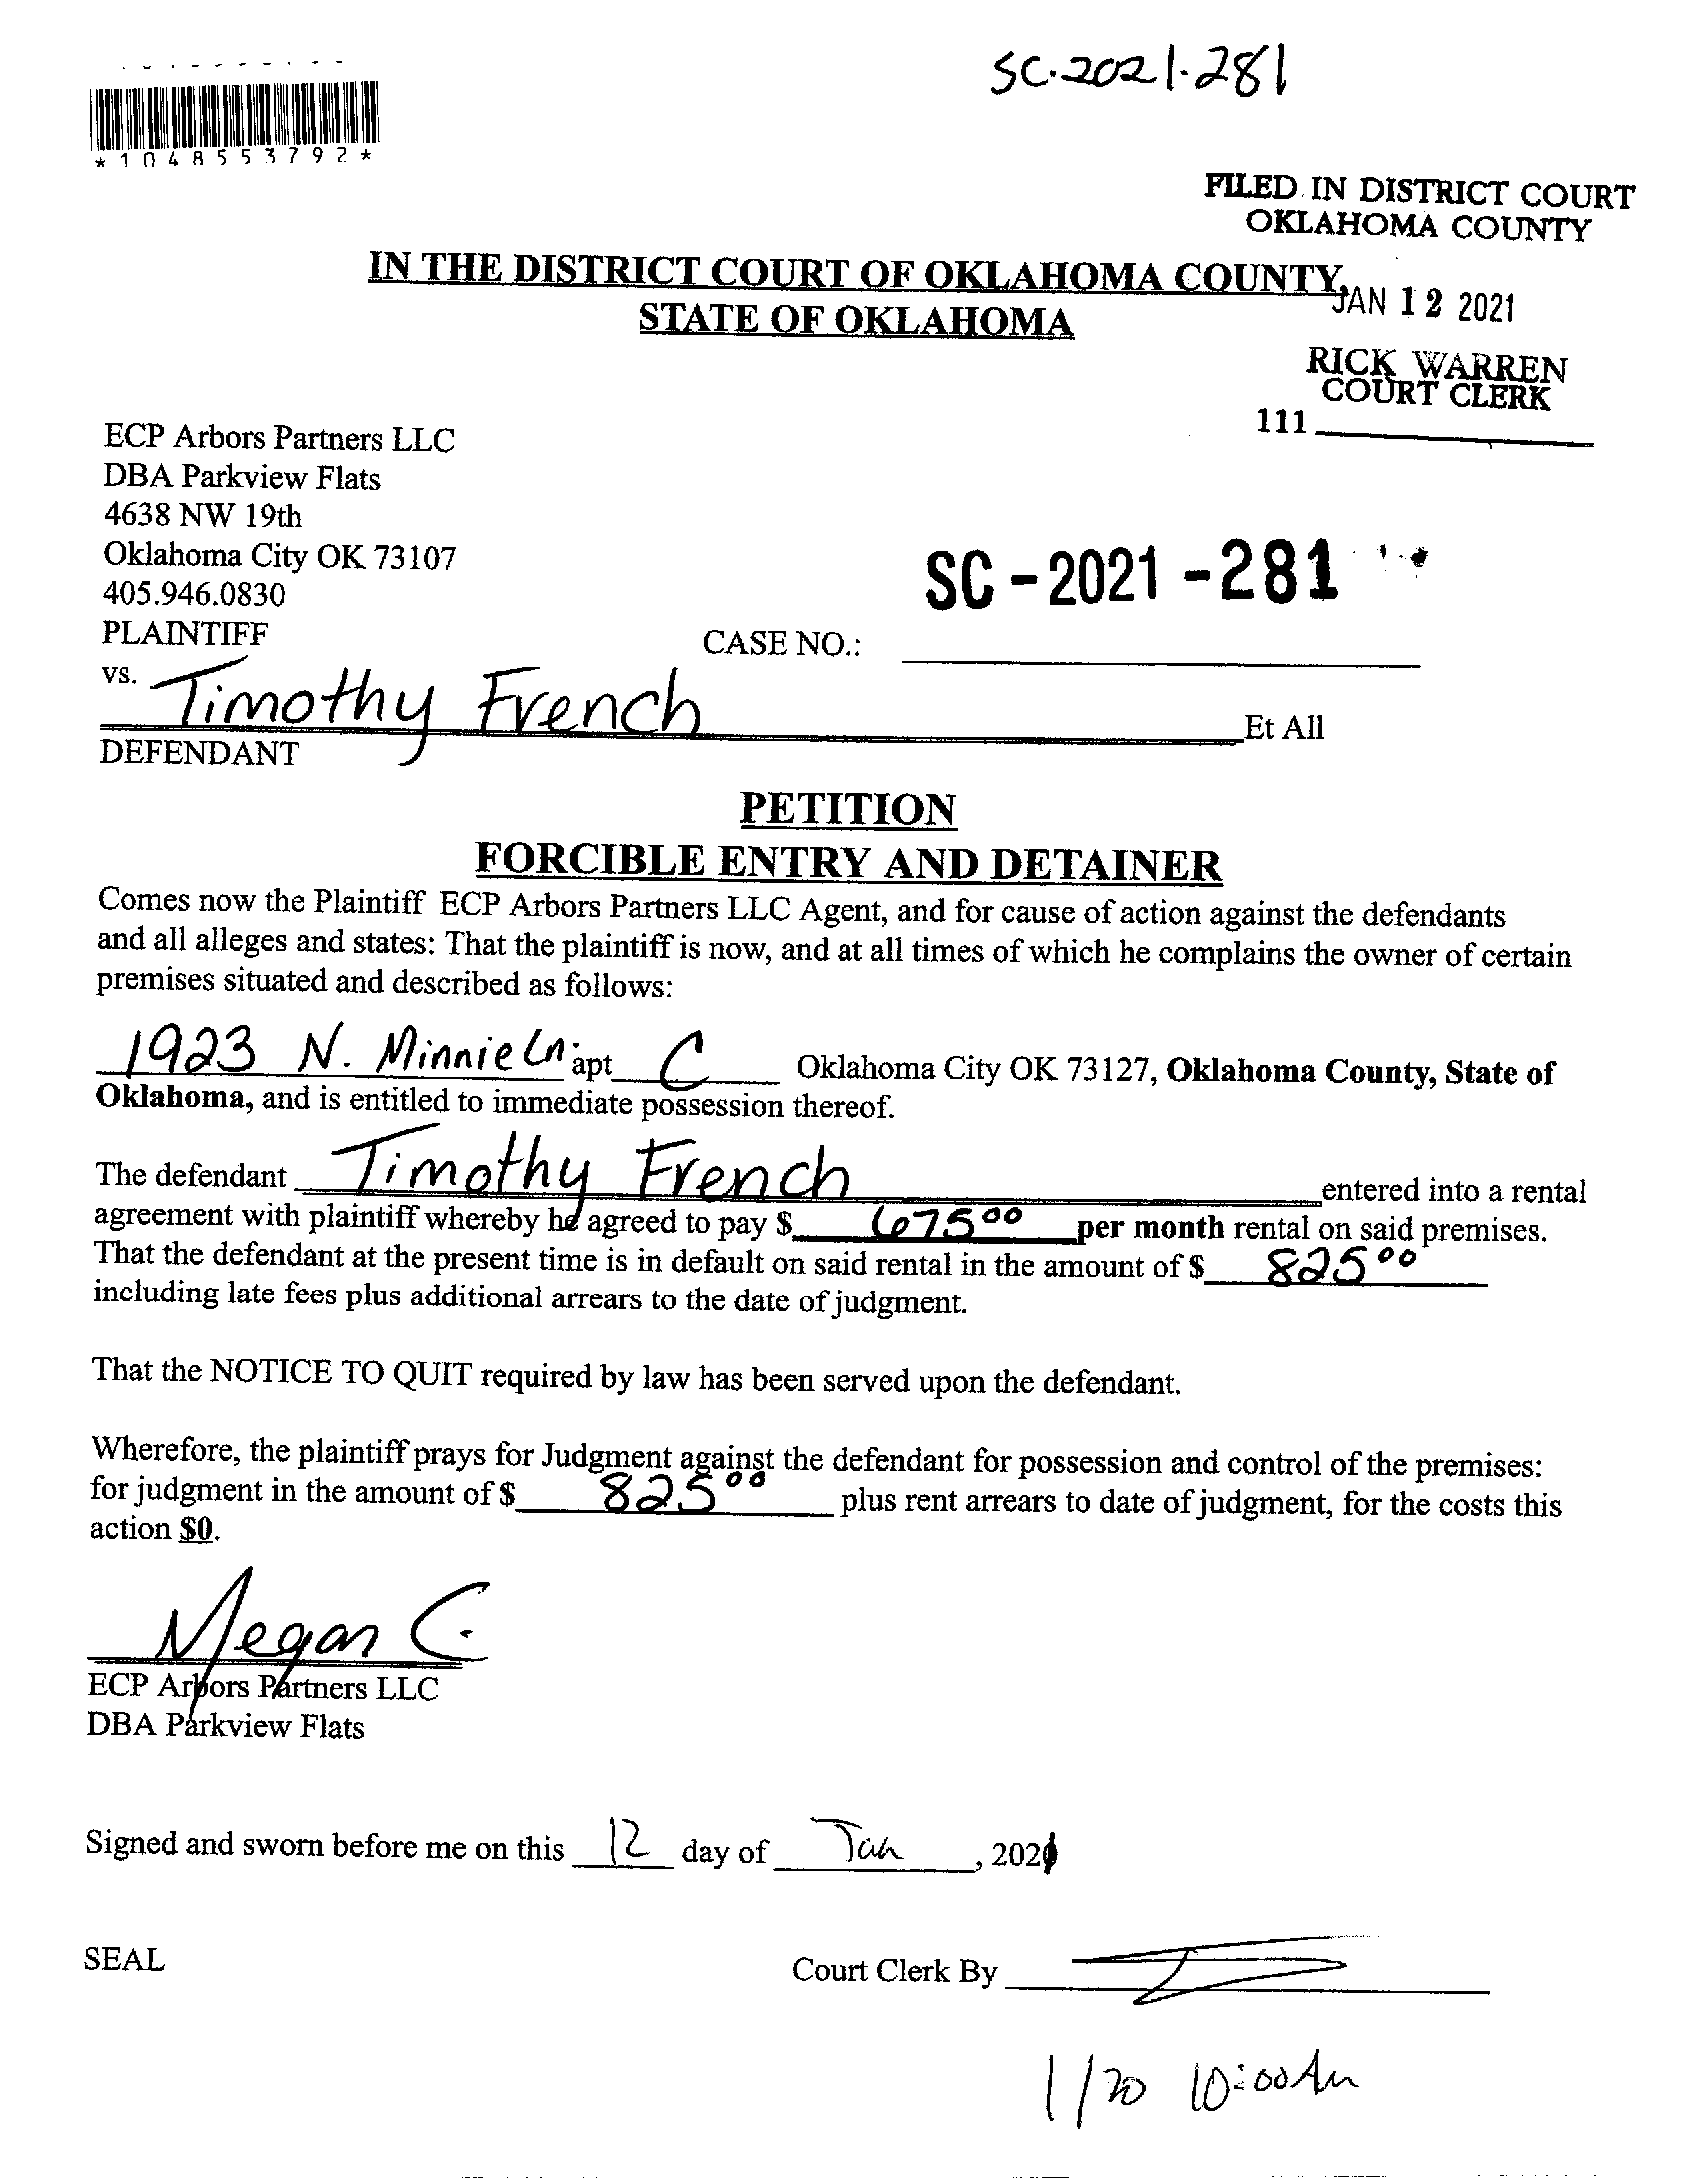 SC-2021-281
*1048553792*
FILED IN DISTRICT COURT
OKLAHOMA COUNTY
IN THE DISTRICT COURT OF OKLAHOMA COUNTY,
STATE OF OKLAHOMA
JAN 12 2021
RICK WARREN
COURT CLERK
111
ECP Arbors Partners LLC
DBA Parkview Flats
4638 NW 19th
Oklahoma City OK 73107
405.946.0830
PLAINTIFF
CASE NO.: SC-2021-281
vs. Timothy French Et All
DEFENDANT
PETITION
FORCIBLE ENTRY AND DETAINER
Comes now the Plaintiff ECP Arbors Partners LLC Agent, and for cause of action against the defendants
and all alleges and states: That the plaintiff is now, and at all times of which he complains the owner of certain
premises situated and described as follows:
1923 N. Minnie Ln. apt C Oklahoma City OK 73127, Oklahoma County, State of
Oklahoma, and is entitled to immediate possession thereof.
The defendant Timothy French entered into a rental
agreement with plaintiff whereby he agreed to pay $ 675 00 per month rental on said premises.
That the defendant at the present time is in default on said rental in the amount of $ 825 00
including late fees plus additional arrears to the date of judgment.
That the NOTICE TO QUIT required by law has been served upon the defendant.
Wherefore, the plaintiff prays for Judgment against the defendant for possession and control of the premises:
for judgment in the amount of $ 825 00 plus rent arrears to date of judgment, for the costs this
action $0.
Megan C.
ECP Arbors Partners LLC
DBA Parkview Flats
Signed and sworn before me on this 12 day of Jan, 2021
SEAL
Court Clerk By
1/20 10:00 Am